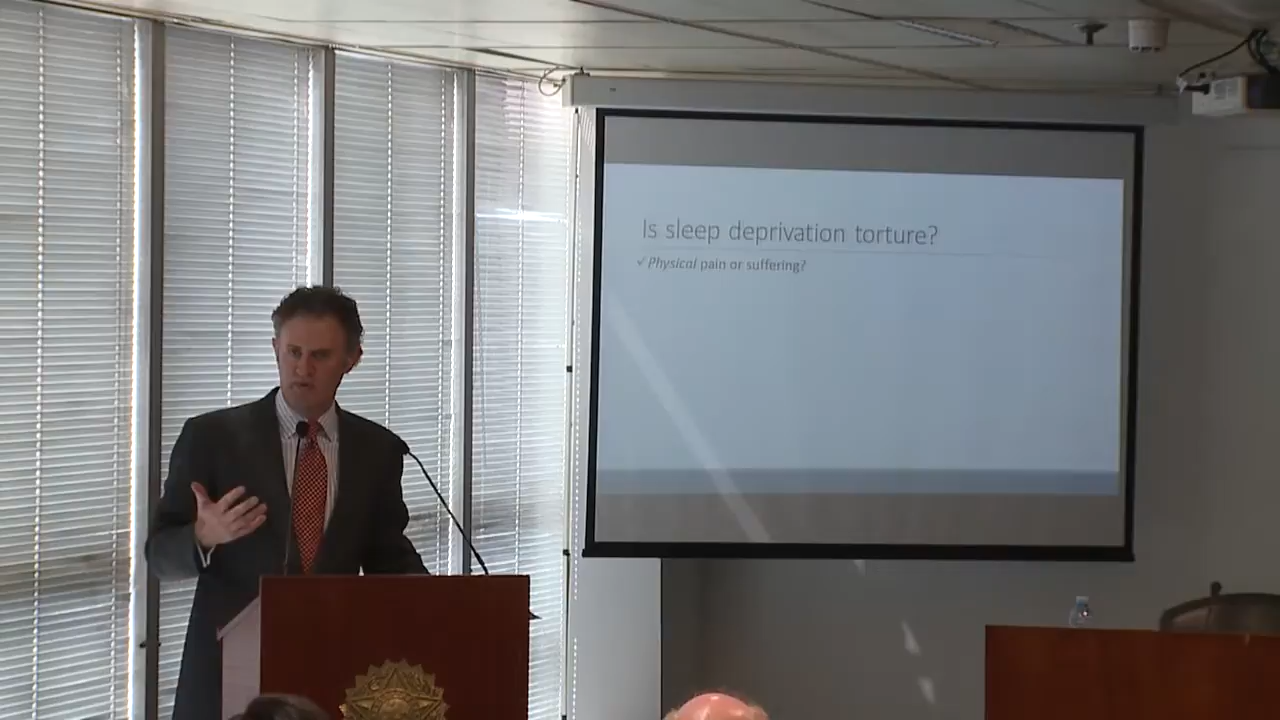 Is sleep deprivation torture?
✓ Physical pain or suffering?